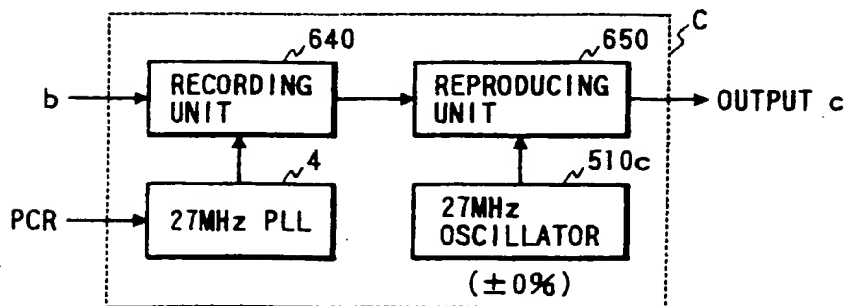 C
640
650
b
RECORDING
UNIT
REPRODUCING
UNIT
OUTPUT c
4
510c
PCR
27MHz PLL
27MHz
OSCILLATOR
(±0%)